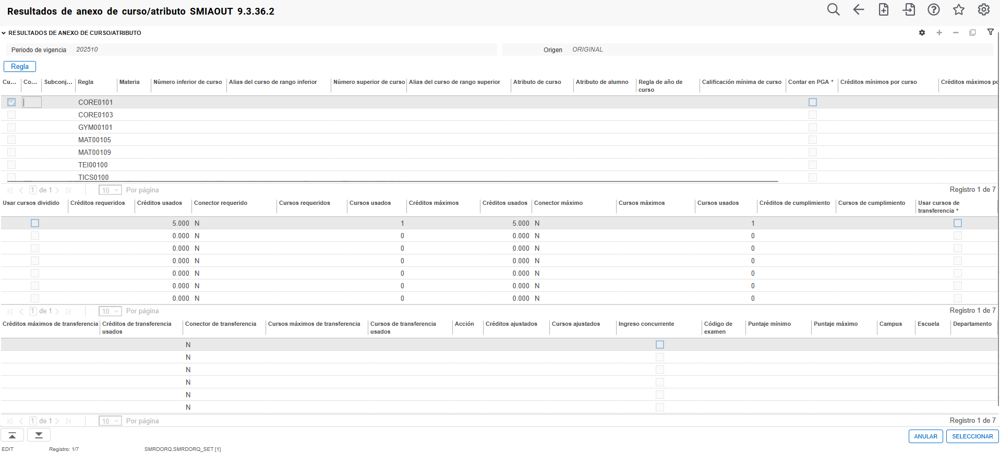 Resultados de anexo de curso/atributo SMIAOUT 9.3.36.2
RESULTADOS DE ANEXO DE CURSO/ATRIBUTO
Periodo de vigencia 202510 Origen ORIGINAL
Regla
Cu... Co... Subconj... Regla Materia Número inferior de curso Alias del curso de rango inferior Número superior de curso Alias del curso de rango superior Atributo de curso Atributo de alumno Regla de año de curso Calificación mínima de curso Contar en PGA * Créditos mínimos por curso Créditos máximos po
CORE0101
CORE0103
GYM00101
MAT00105
MAT00109
TEI00100
TICS0100
1 de 1 10 Por página Registro 1 de 7
Usar cursos dividido Créditos requeridos Créditos usados Conector requerido Cursos requeridos Cursos usados Créditos máximos Créditos usados Conector máximo Cursos máximos Cursos usados Créditos de cumplimiento Cursos de cumplimiento Usar cursos de transferencia *
5.000 N 1 5.000 N 1
0.000 N 0 0.000 N 0
0.000 N 0 0.000 N 0
0.000 N 0 0.000 N 0
0.000 N 0 0.000 N 0
0.000 N 0 0.000 N 0
0.000 N 0 0.000 N 0
1 de 1 10 Por página Registro 1 de 7
Créditos máximos de transferencia Créditos de transferencia usados Conector de transferencia Cursos máximos de transferencia Cursos de transferencia usados Acción Créditos ajustados Cursos ajustados Ingreso concurrente Código de examen Puntaje mínimo Puntaje máximo Campus Escuela Departamento
N
N
N
N
N
N
1 de 1 10 Por página Registro 1 de 7
ANULAR SELECCIONAR
EDIT Registro: 1/7 SMRDORQ.SMRDORQ_SET [1]